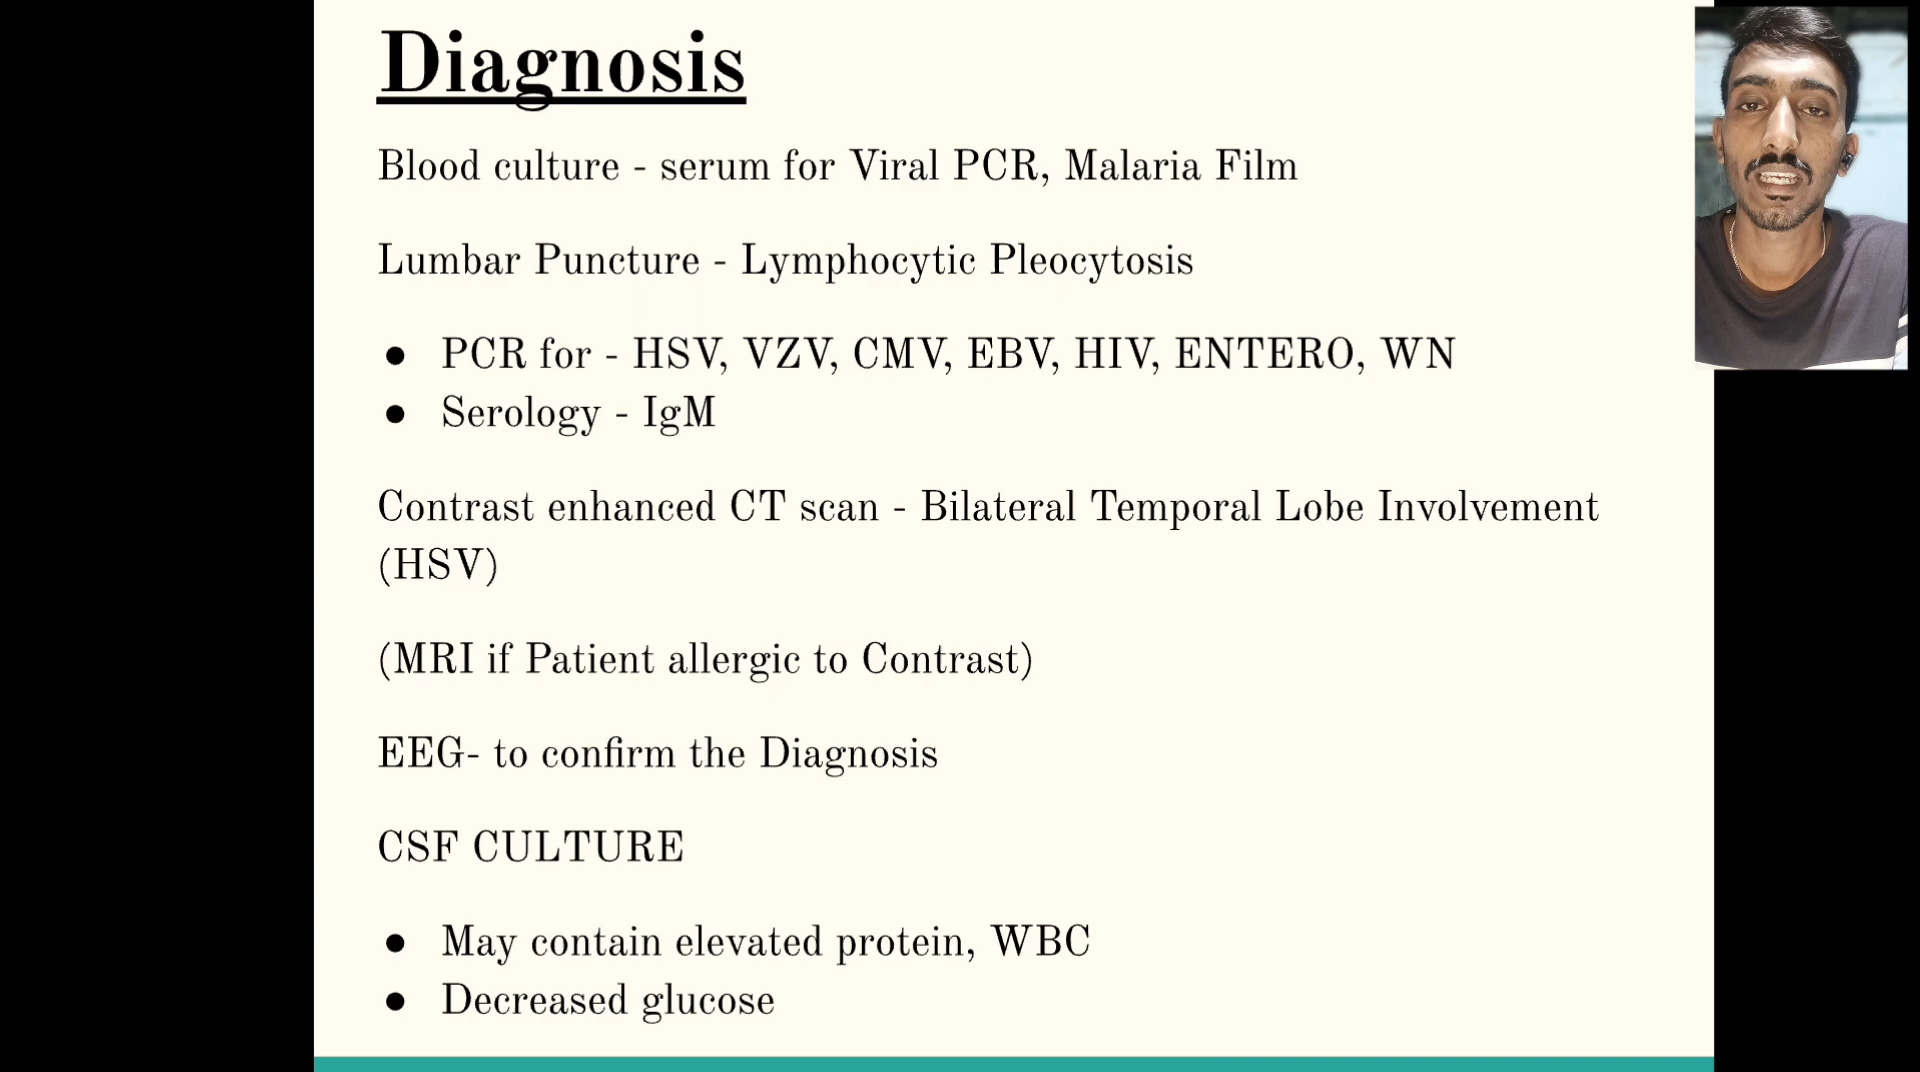 Diagnosis
Blood culture - serum for Viral PCR, Malaria Film
Lumbar Puncture - Lymphocytic Pleocytosis
● PCR for - HSV, VZV, CMV, EBV, HIV, ENTERO, WN
● Serology - IgM
Contrast enhanced CT scan - Bilateral Temporal Lobe Involvement
(HSV)
(MRI if Patient allergic to Contrast)
EEG- to confirm the Diagnosis
CSF CULTURE
● May contain elevated protein, WBC
● Decreased glucose